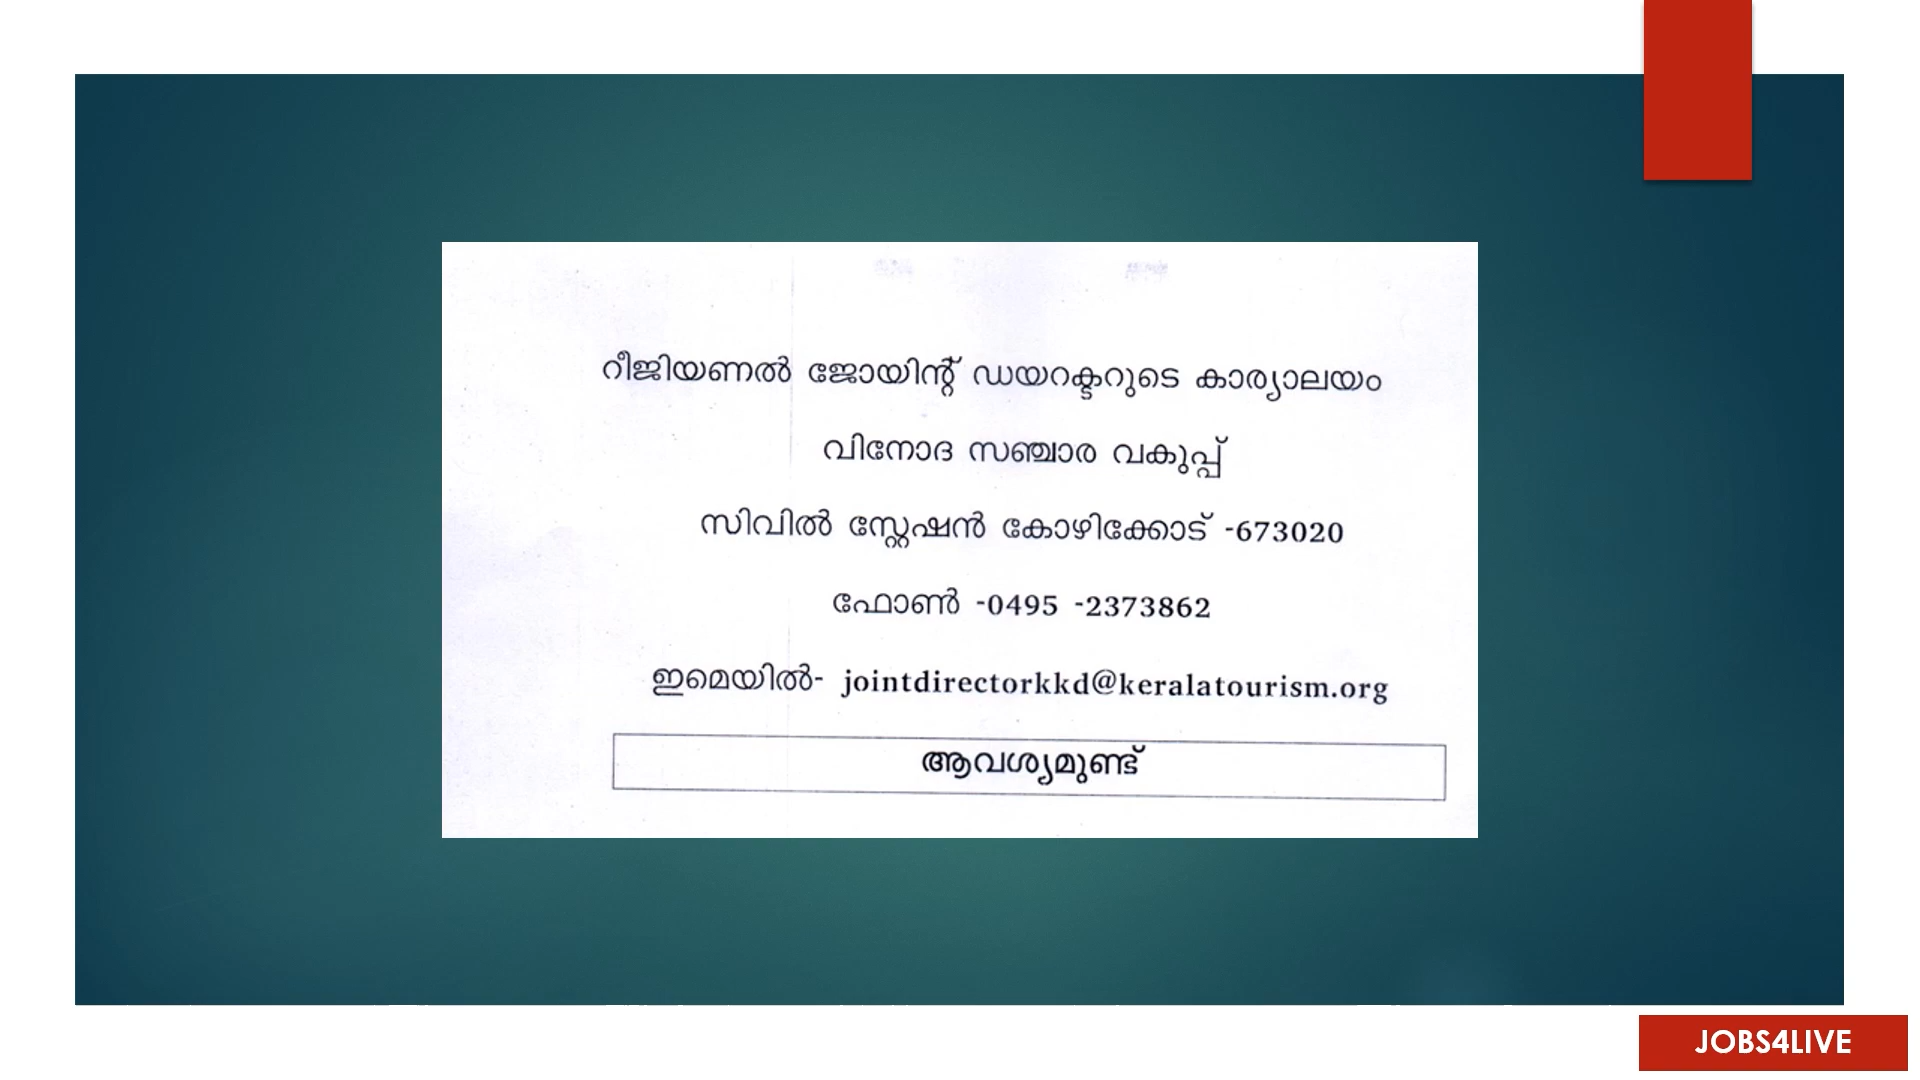 റീജിയണൽ ജോയിന്റ് ഡയറക്ടറുടെ കാര്യാലയം
വിനോദ സഞ്ചാര വകുപ്പ്
സിവിൽ സ്റ്റേഷൻ കോഴിക്കോട് -673020
ഫോൺ -0495 -2373862
ഇമെയിൽ- jointdirectorkkd@keralatourism.org
ആവശ്യമുണ്ട്
JOBS4LIVE